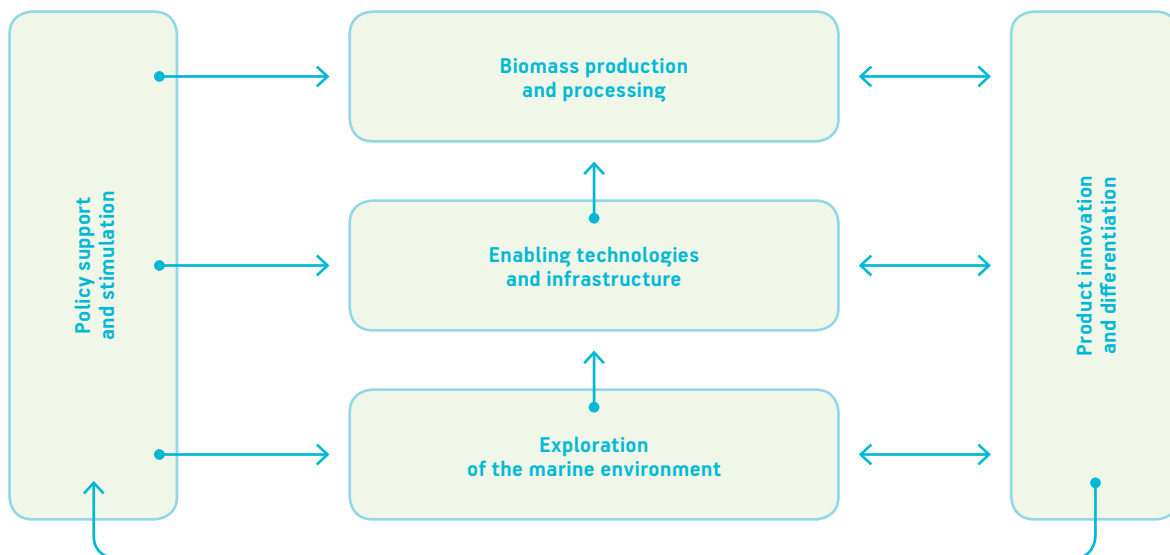 Policy support
and stimulation
Biomass production
and processing
Enabling technologies
and infrastructure
Exploration
of the marine environment
Product innovation
and differentiation